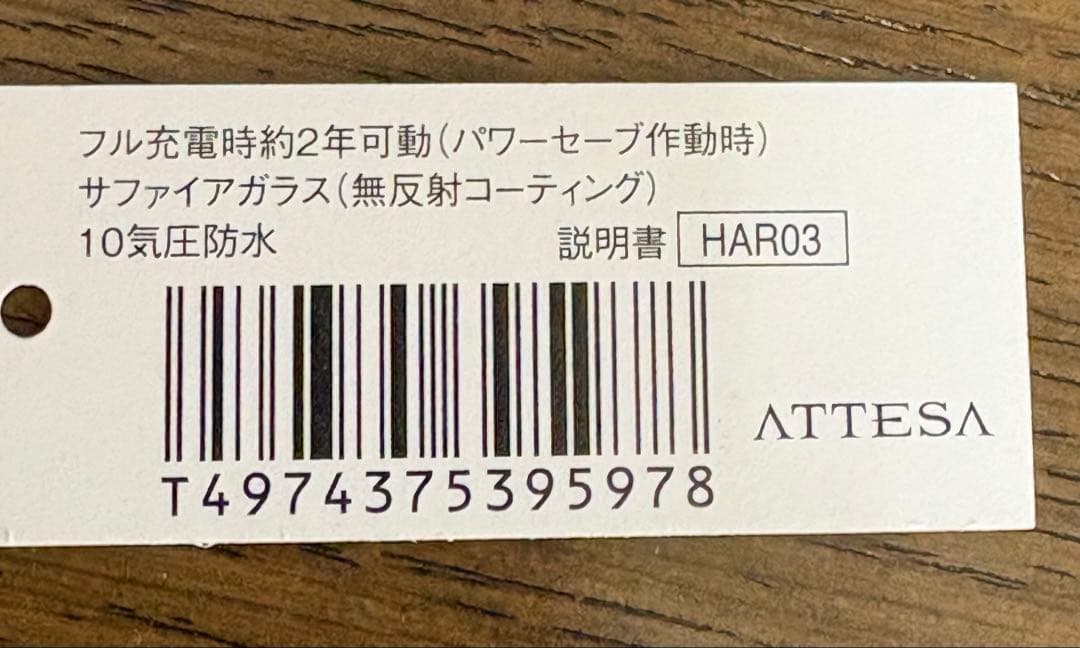 フル充電時約2年可動(パワーセーブ作動時)
サファイアガラス(無反射コーティング)
10気圧防水
説明書 HAR03
T4974375395978
ATTESA